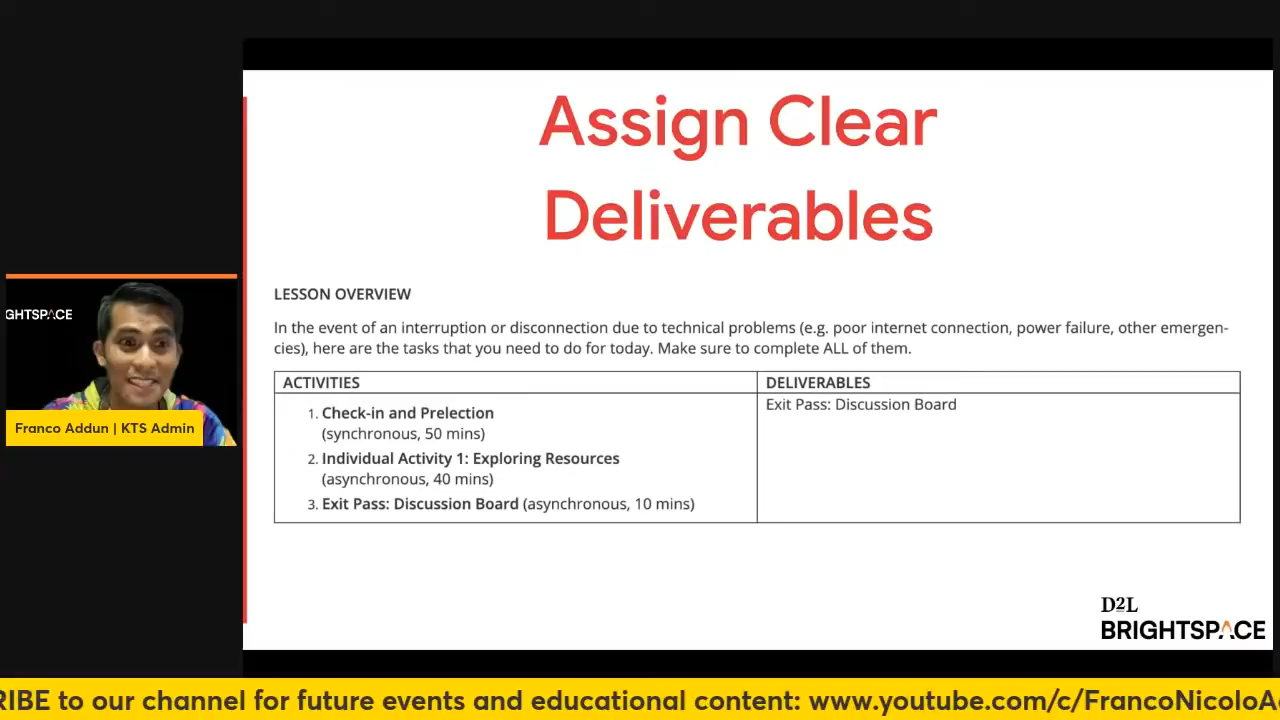 Assign Clear
Deliverables
LESSON OVERVIEW
In the event of an interruption or disconnection due to technical problems (e.g. poor internet connection, power failure, other emergen-
cies), here are the tasks that you need to do for today. Make sure to complete ALL of them.
ACTIVITIES
DELIVERABLES
1. Check-in and Prelection
(synchronous, 50 mins)
2. Individual Activity 1: Exploring Resources
(asynchronous, 40 mins)
3. Exit Pass: Discussion Board (asynchronous, 10 mins)
Exit Pass: Discussion Board
GHTSPACE
Franco Addun | KTS Admin
D2L
BRIGHTSPACE
RIBE to our channel for future events and educational content: www.youtube.com/c/FrancoNicoloA